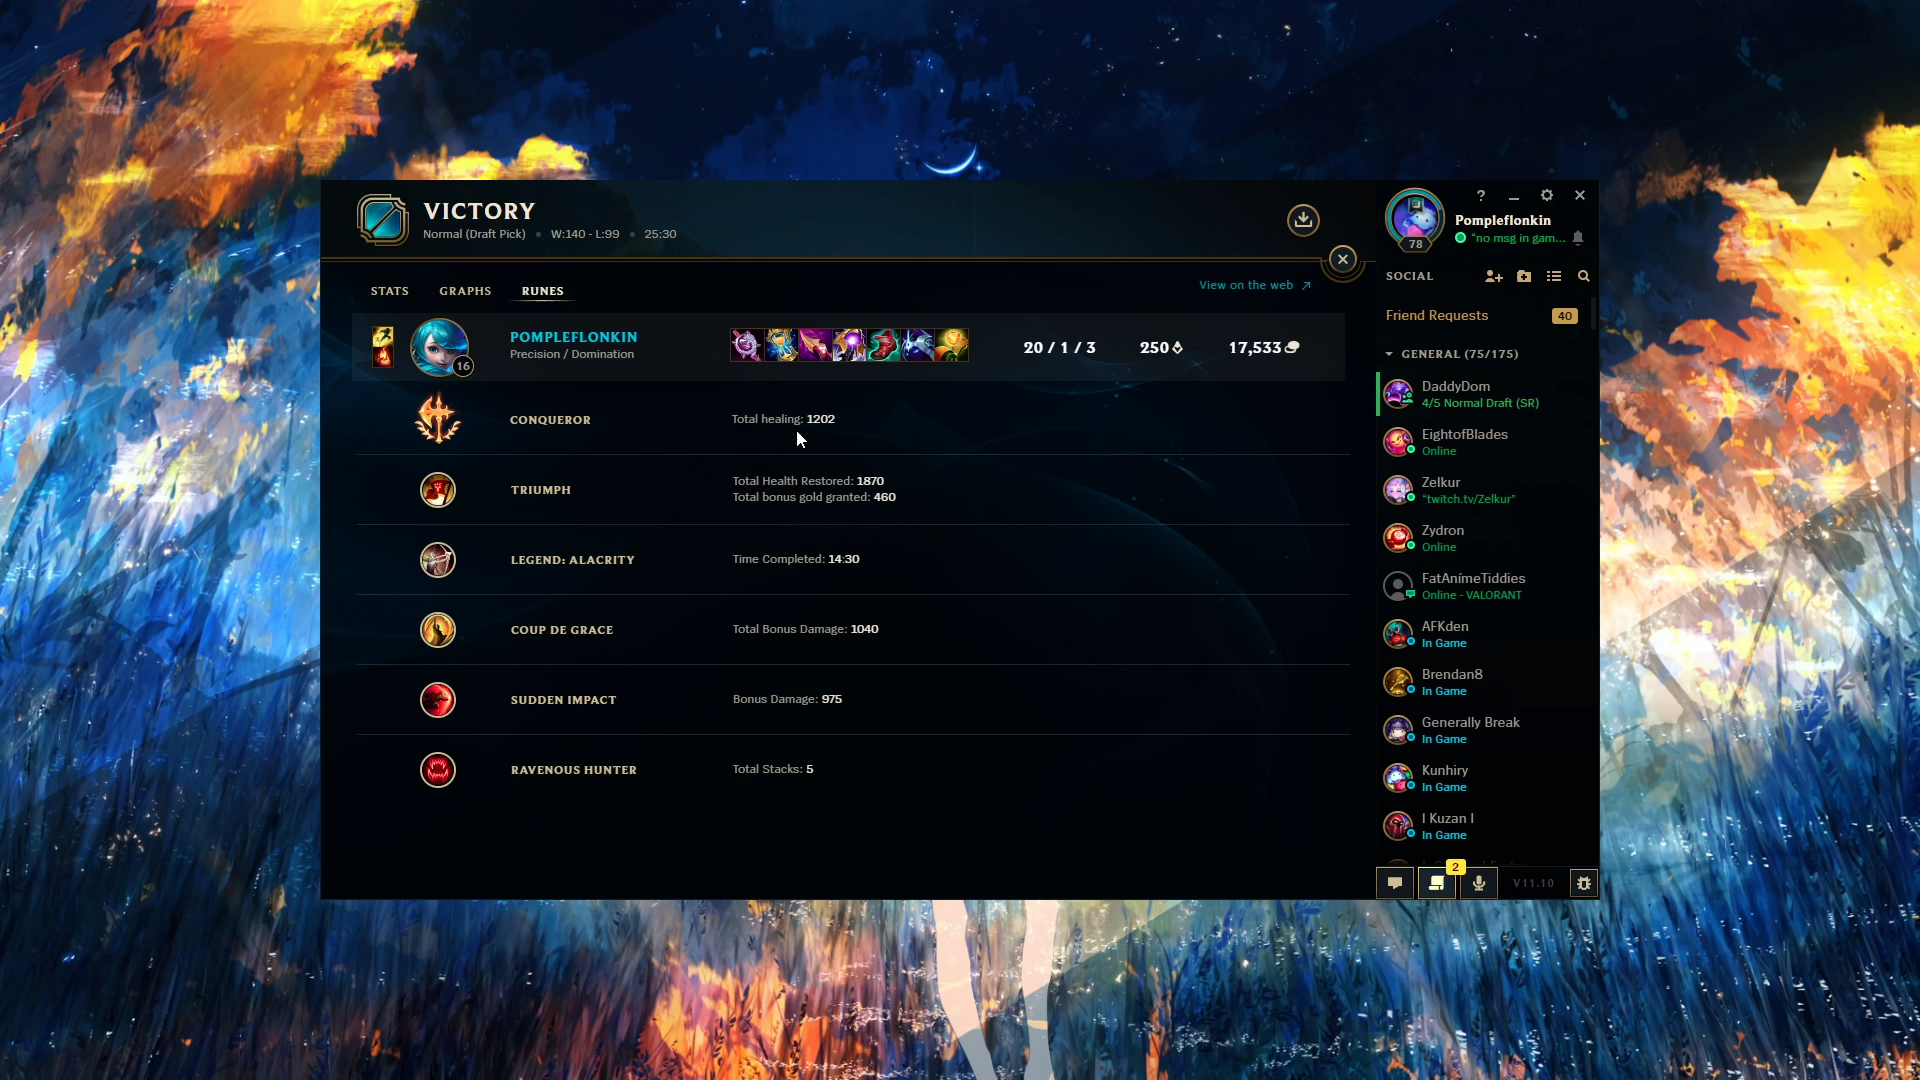 VICTORY
Normal (Draft Pick) • W:140 - L:99 • 25:30
STATS GRAPHS RUNES
View on the web
16
POMPLEFLONKIN
Precision / Domination
20 / 1 / 3
250
17,533
CONQUEROR
Total healing: 1202
TRIUMPH
Total Health Restored: 1870
Total bonus gold granted: 460
LEGEND: ALACRITY
Time Completed: 14:30
COUP DE GRACE
Total Bonus Damage: 1040
SUDDEN IMPACT
Bonus Damage: 975
RAVENOUS HUNTER
Total Stacks: 5
?
78
Pompleflonkin
"no msg in gam...
SOCIAL
Friend Requests 40
GENERAL (75/175)
DaddyDom
4/5 Normal Draft (SR)
EightofBlades
Online
Zelkur
"twitch.tv/Zelkur"
Zydron
Online
FatAnímeTiddies
Online - VALORANT
AFKden
In Game
Brendan8
In Game
Generally Break
In Game
Kunhiry
In Game
I Kuzan I
In Game
2
V11.10